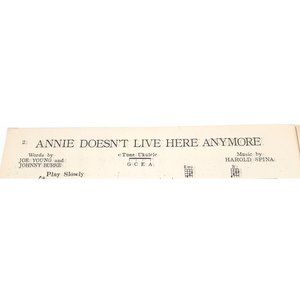 2 ANNIE DOESN'T LIVE HERE ANYMORE
Words by
JOE YOUNG and
JOHNNY BURKE
Tune Ukulele
G C E A
Music by
HAROLD SPINA
Play Slowly